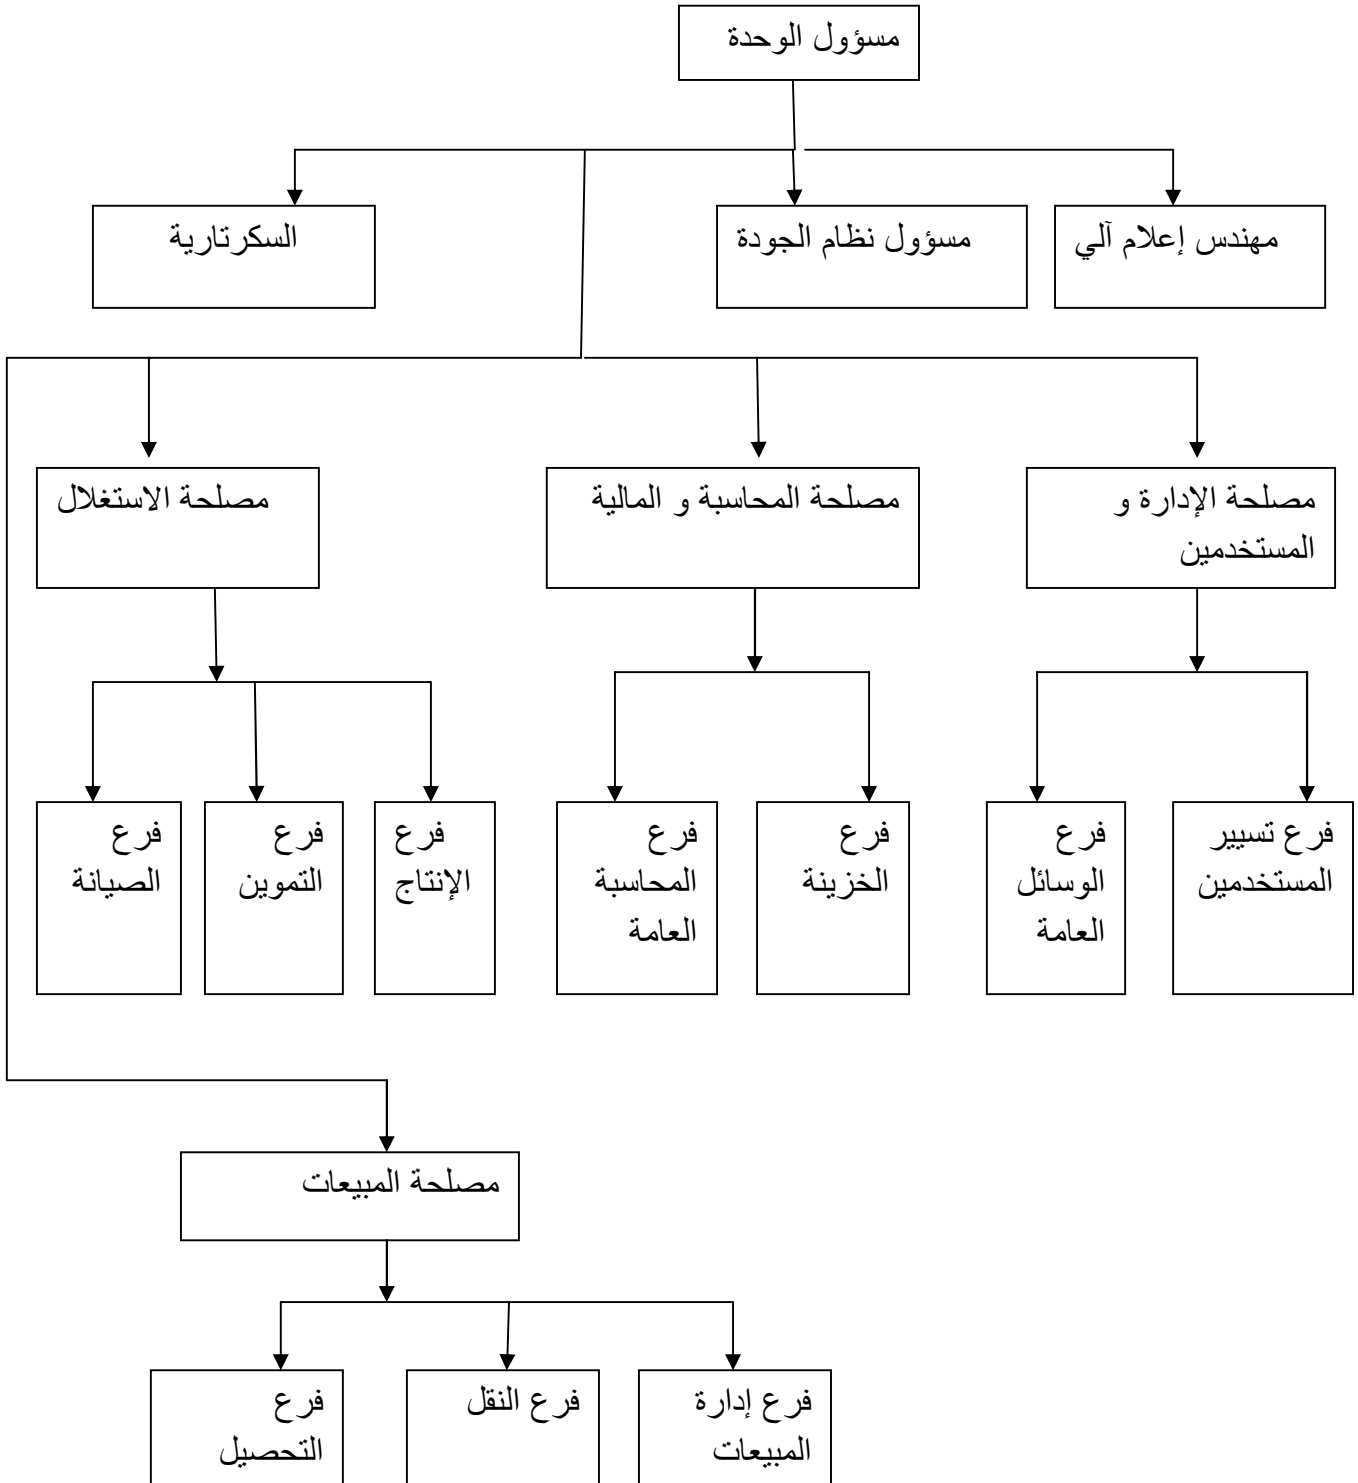 مسؤول الوحدة
مهندس إعلام آلي
مسؤول نظام الجودة
السكرتارية
مصلحة الإدارة و
المستخدمين
مصلحة المحاسبة و المالية
مصلحة الاستغلال
فرع تسيير
المستخدمين
فرع
الوسائل
العامة
فرع
الخزينة
فرع
المحاسبة
العامة
فرع
الإنتاج
فرع
التموين
فرع
الصيانة
مصلحة المبيعات
فرع إدارة
المبيعات
فرع النقل
فرع
التحصيل